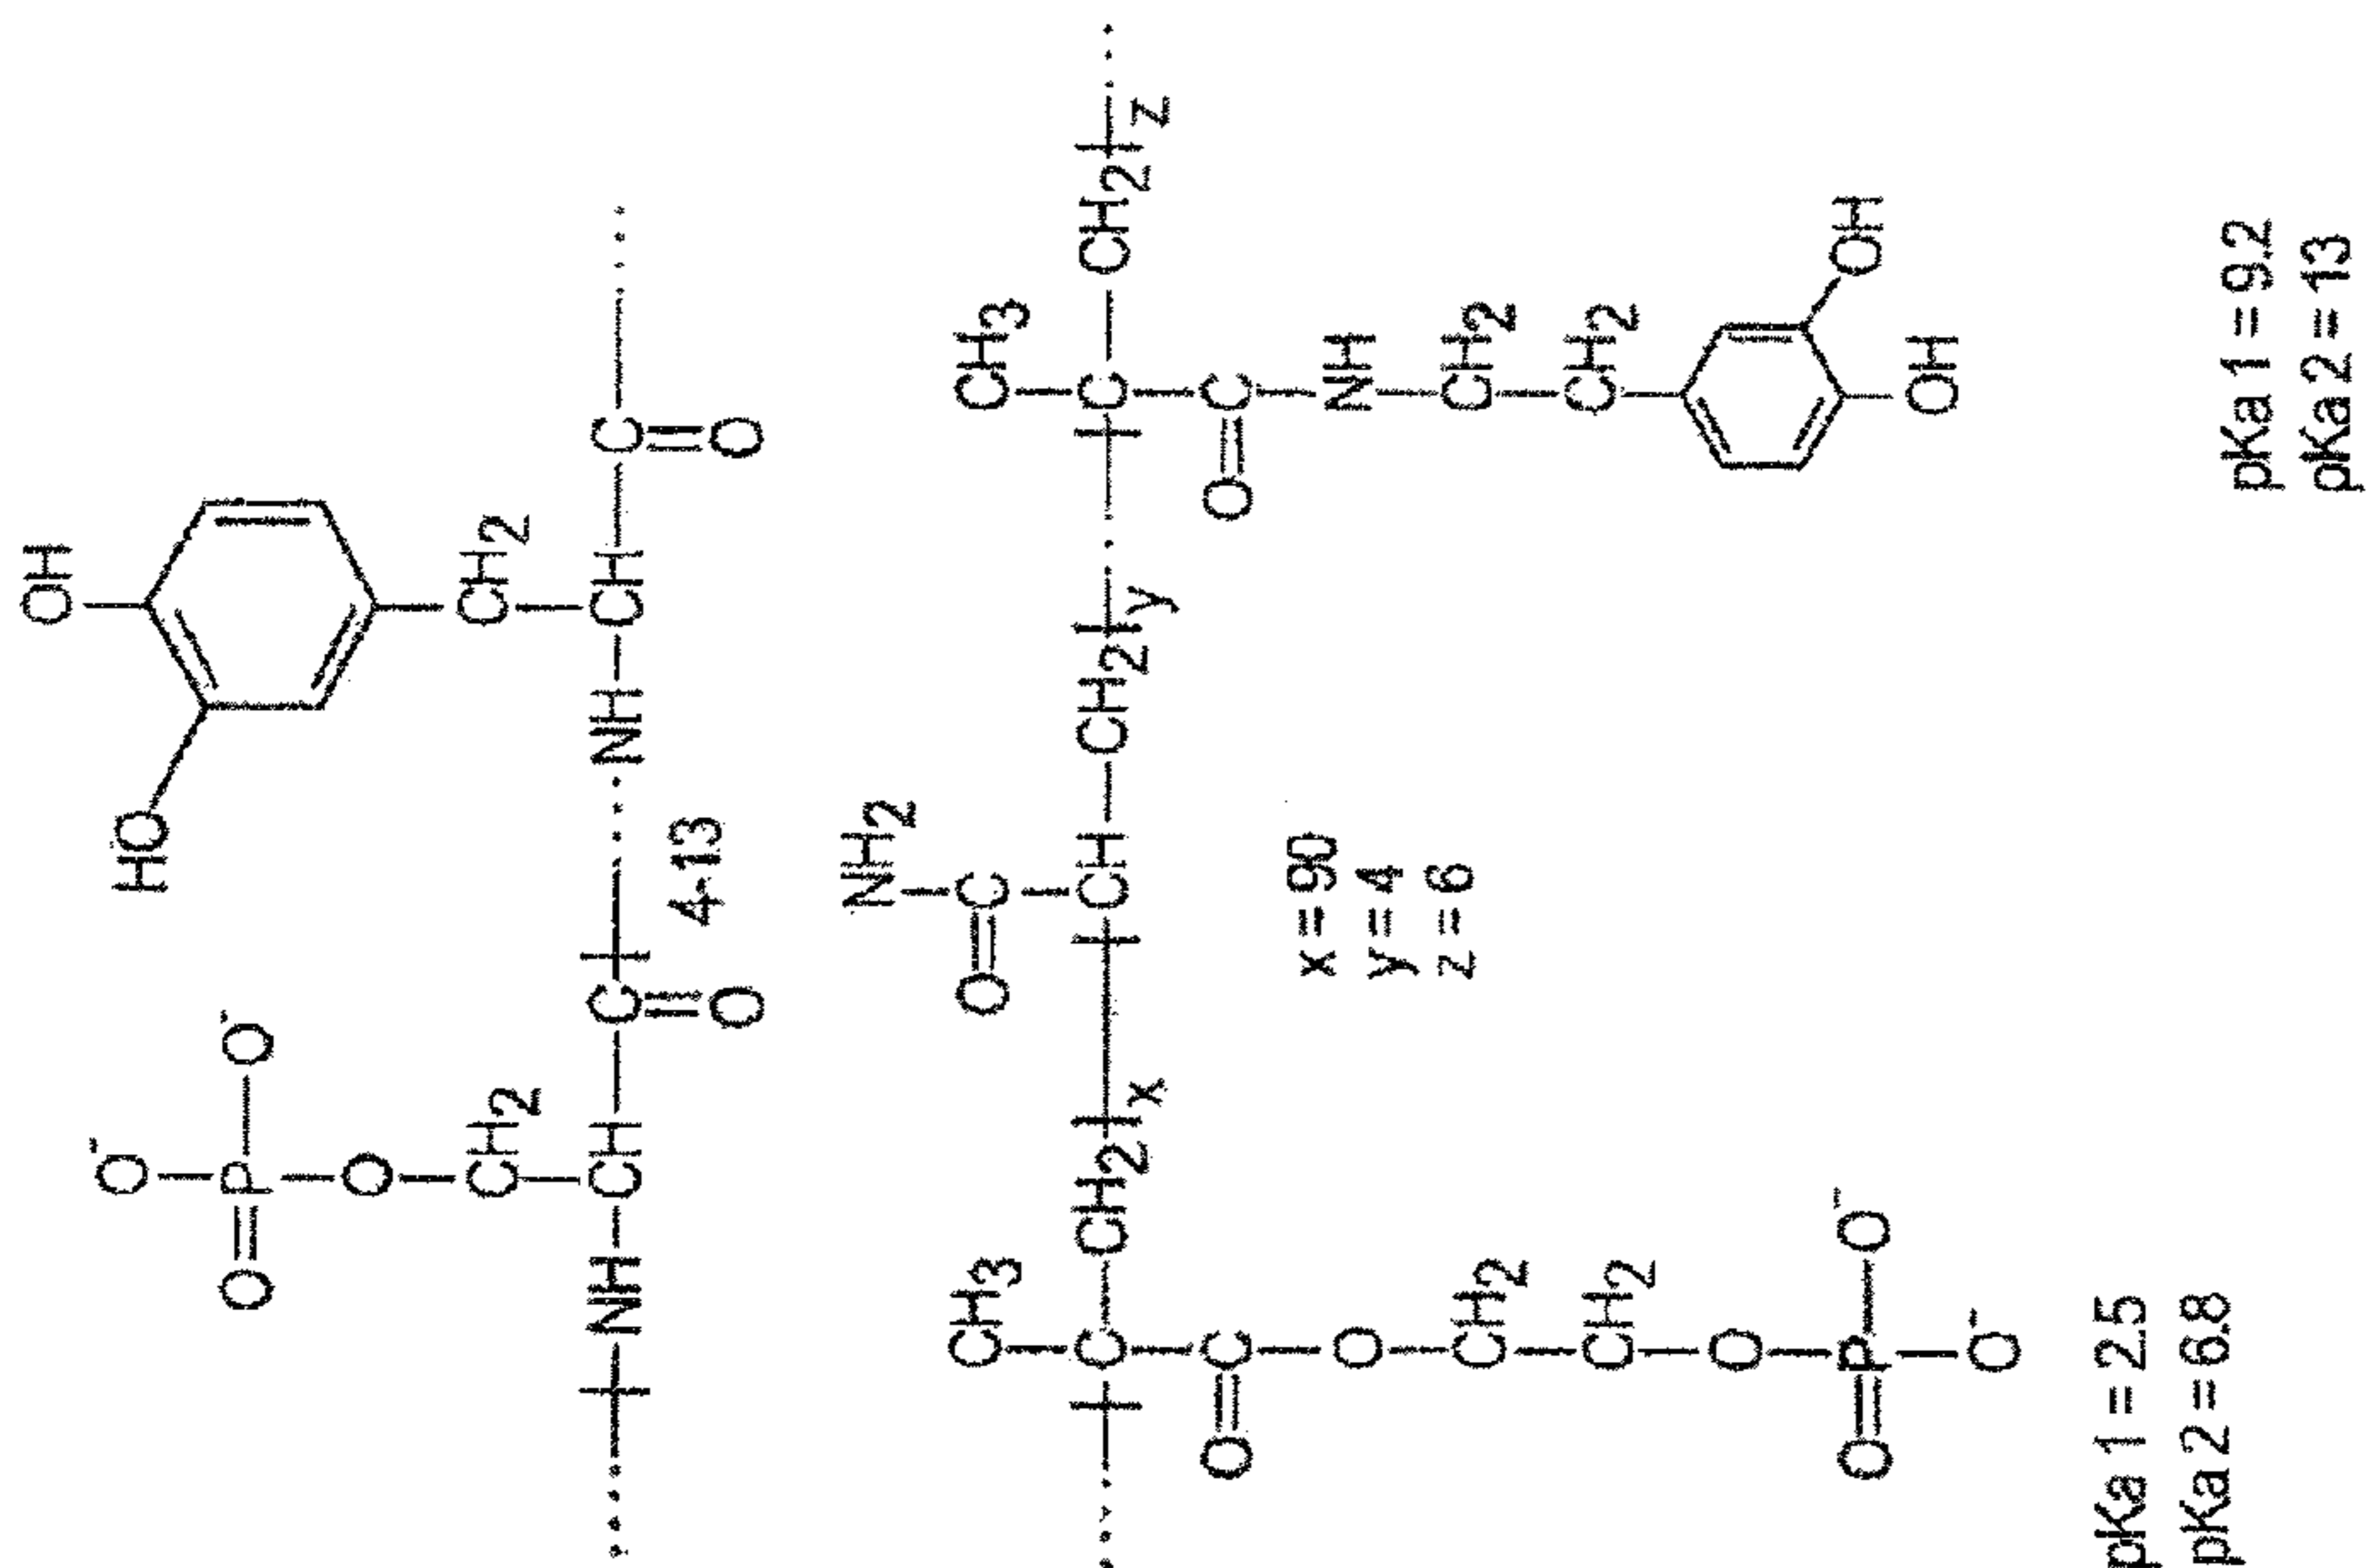 OH
O- HO
O P O-
O
CH2 CH2
NH CH C NH CH C
4-13
O O
NH2
CH3 O C CH3
C CH2 x CH CH2 y C CH2 z
O C O C
x = 90
O NH
y = 4
z = 6
CH2 CH2
CH2 CH2
O
O P O- OH
O- OH
pKa 1 = 2.5
pKa 2 = 6.8
pKa 1 = 9.2
pKa 2 = 13